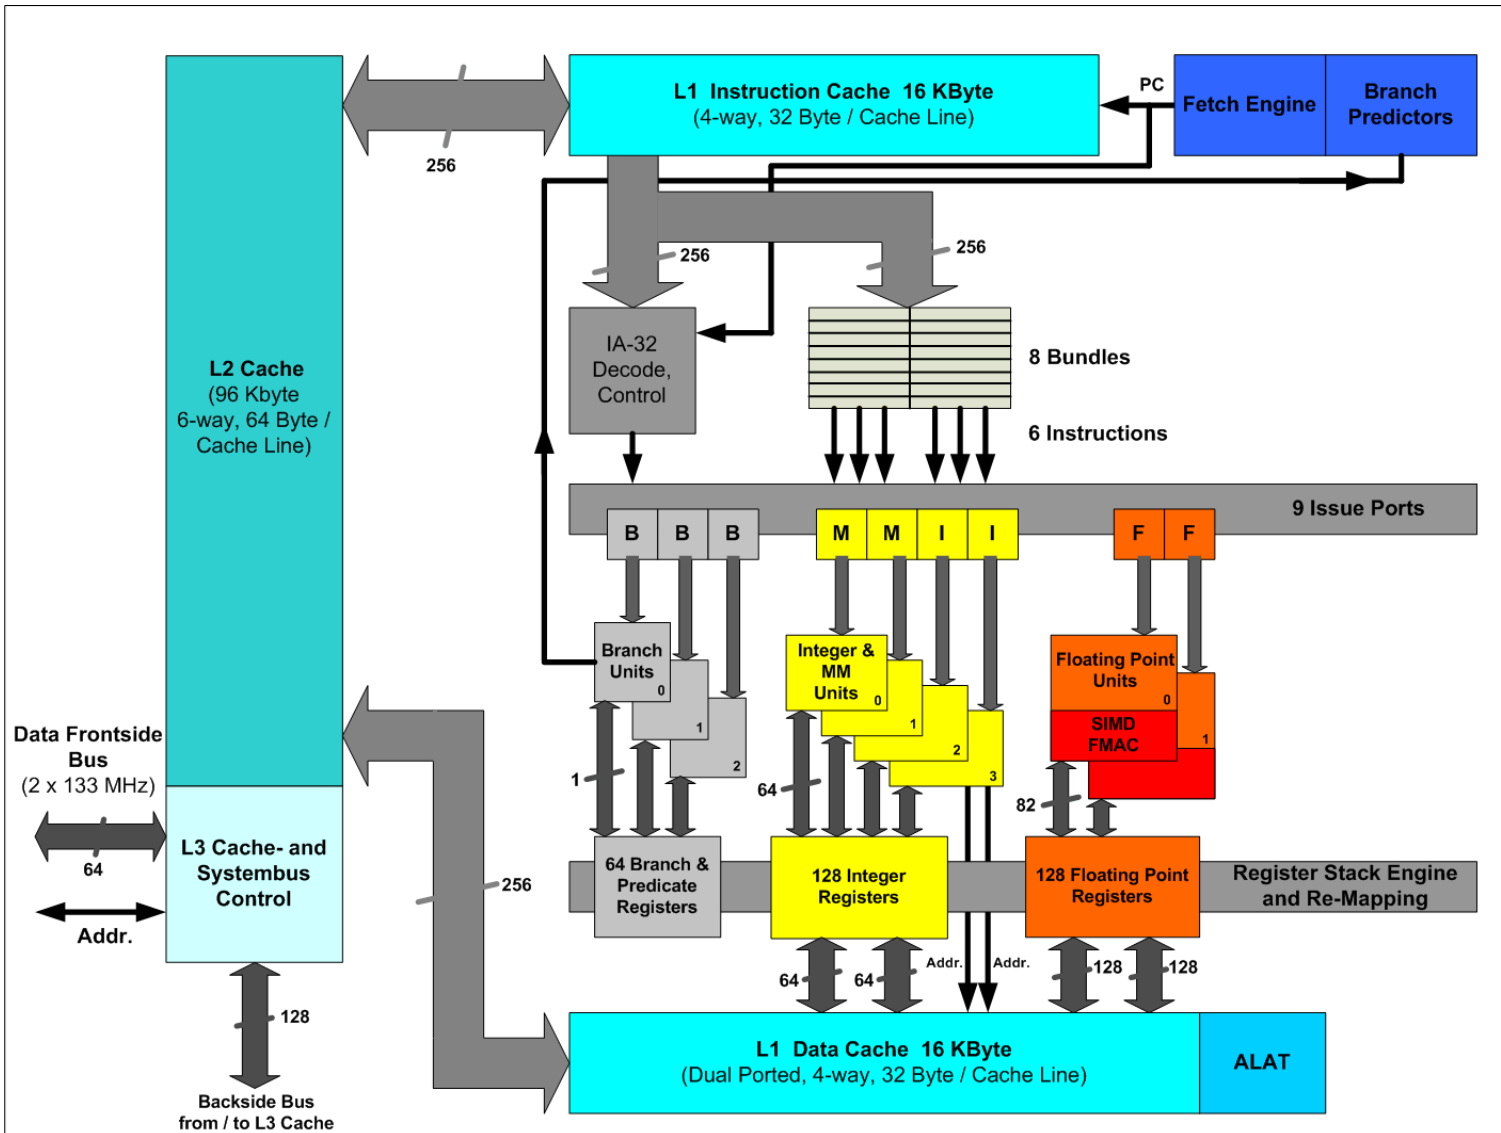 L1 Instruction Cache 16 KByte
(4-way, 32 Byte / Cache Line)
PC
Fetch Engine
Branch
Predictors
256
256
256
L2 Cache
(96 Kbyte
6-way, 64 Byte /
Cache Line)
IA-32
Decode,
Control
8 Bundles
6 Instructions
9 Issue Ports
B
B
B
M
M
I
I
F
F
Branch
Units
0
1
2
Integer &
MM
Units
0
1
2
3
Floating Point
Units
0
SIMD
FMAC
1
Data Frontside
Bus
(2 x 133 MHz)
64
Addr.
L3 Cache- and
Systembus
Control
256
1
64
82
64 Branch &
Predicate
Registers
128 Integer
Registers
128 Floating Point
Registers
Register Stack Engine
and Re-Mapping
64
64
Addr.
Addr.
128
128
128
L1 Data Cache 16 KByte
(Dual Ported, 4-way, 32 Byte / Cache Line)
ALAT
Backside Bus
from / to L3 Cache